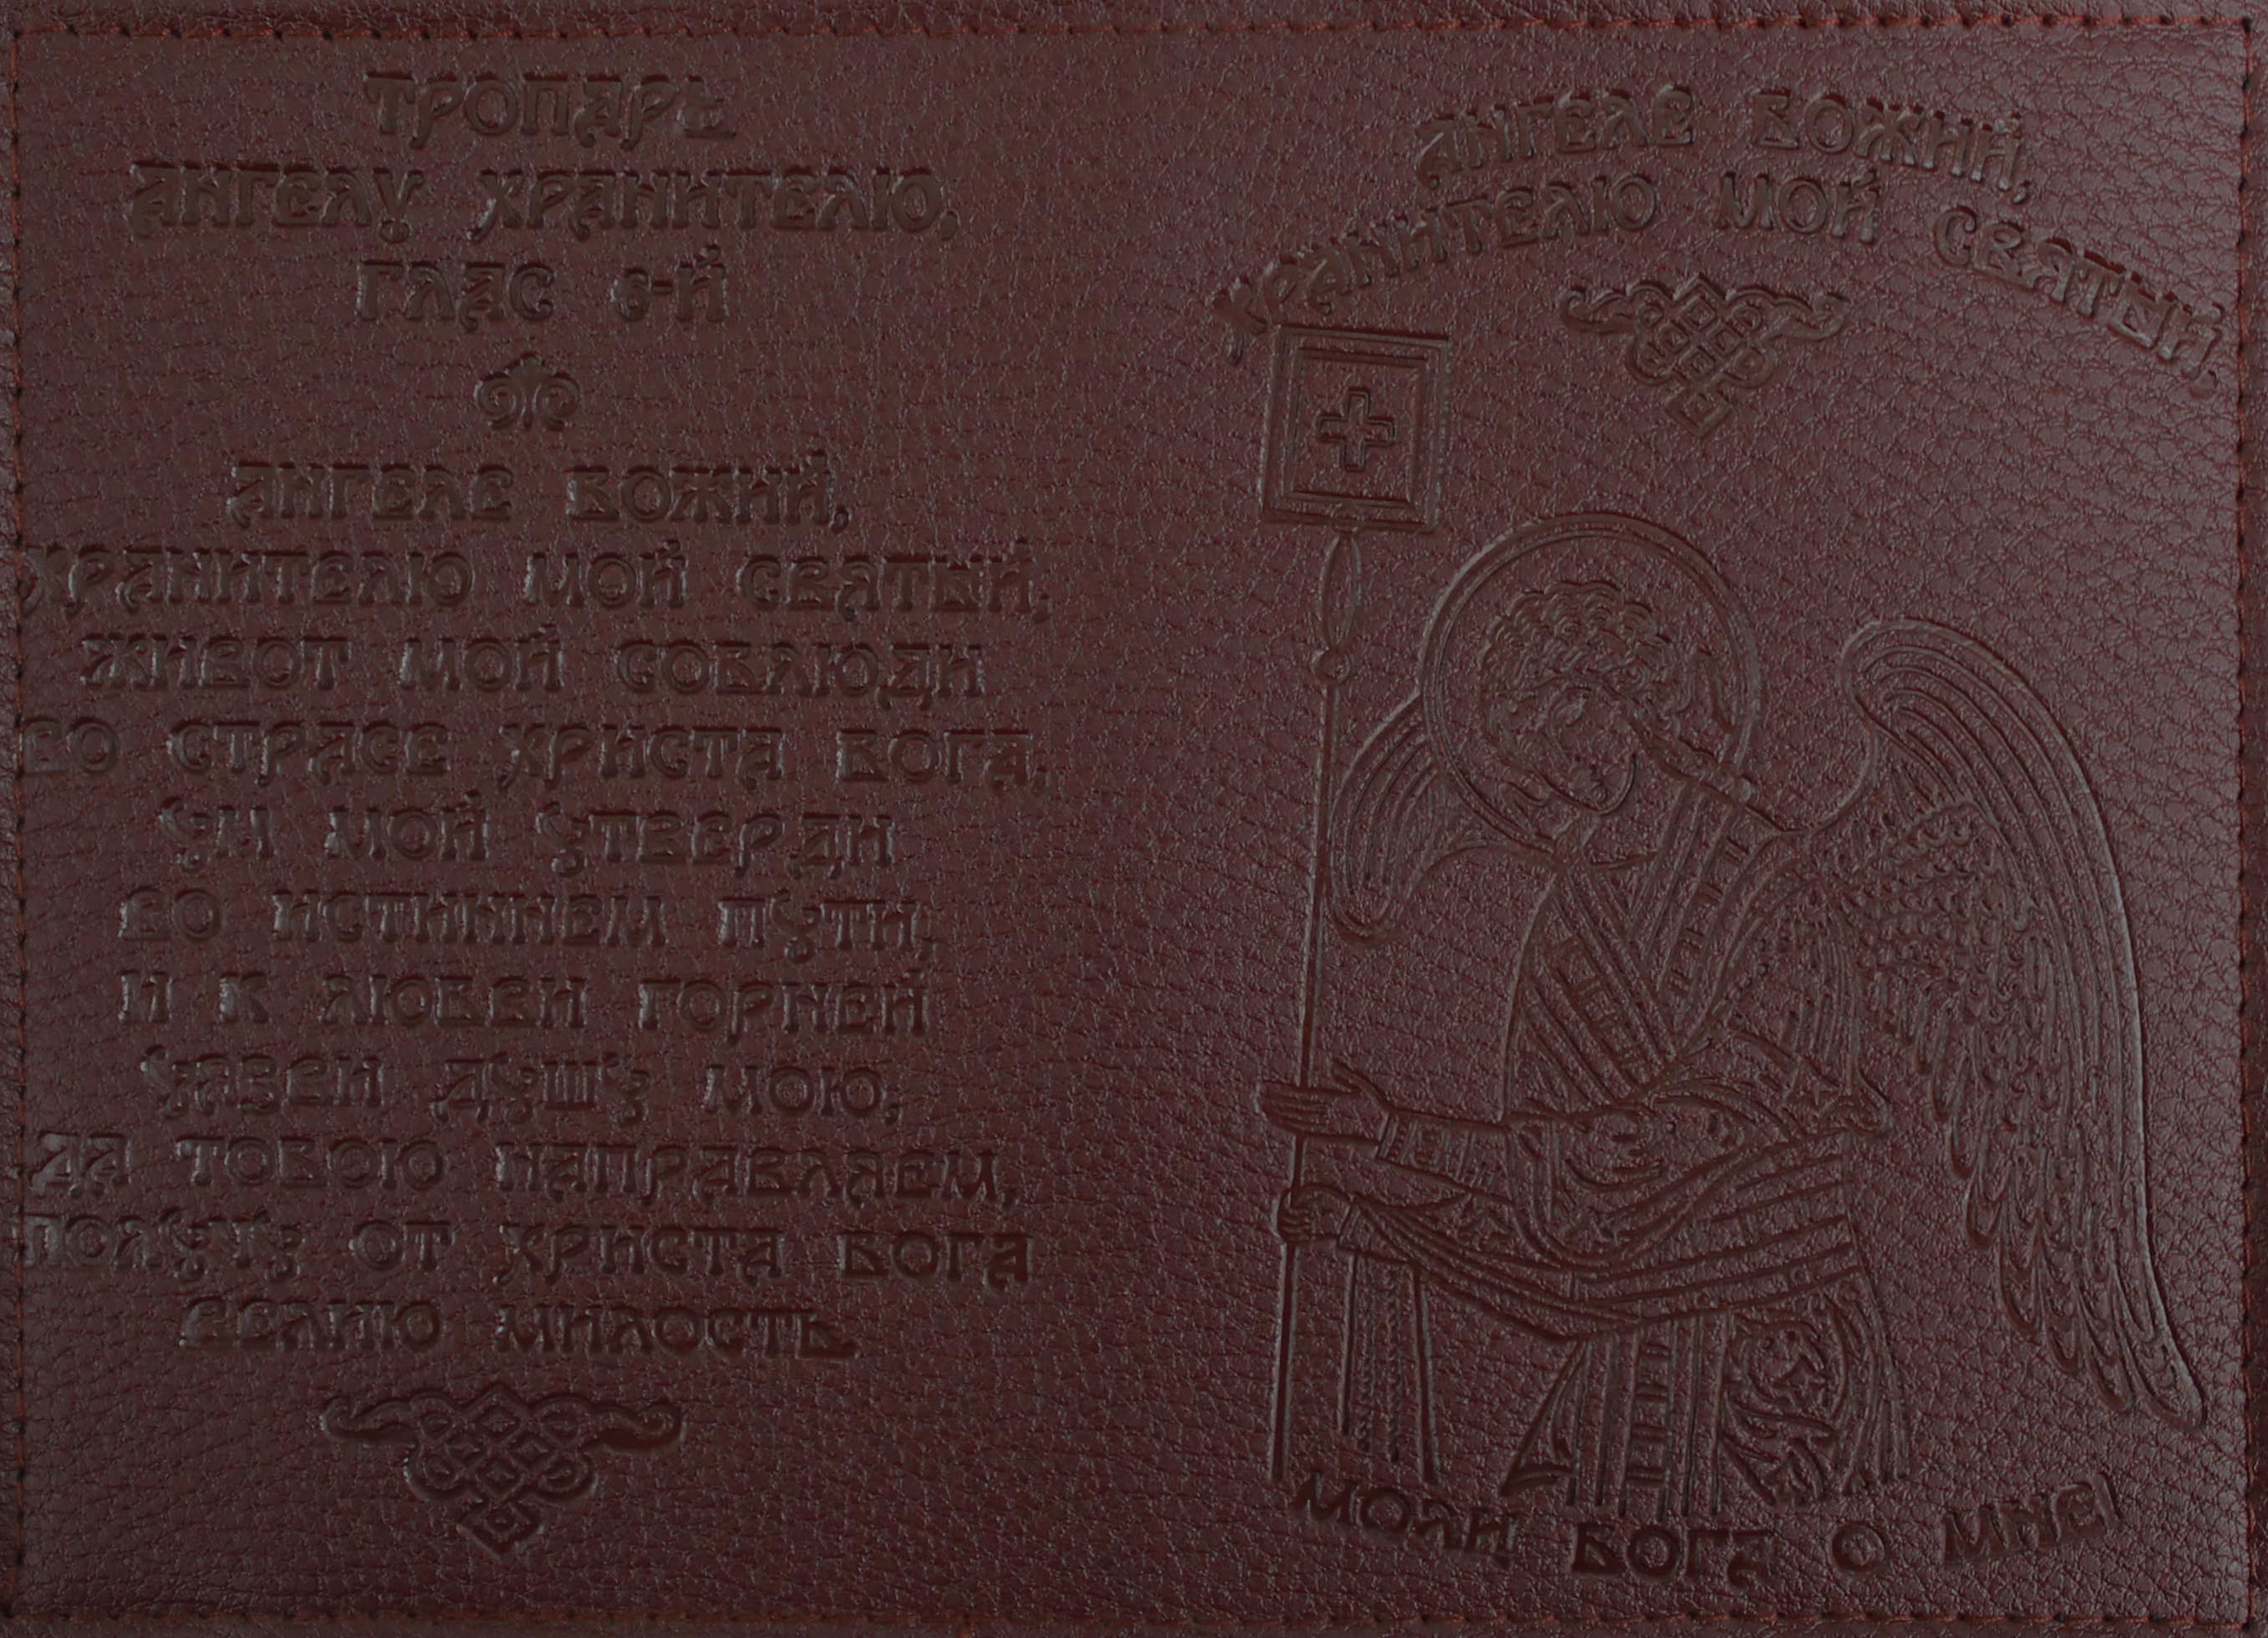 ТРОПАРЬ
АНГЕЛУ ХРАНИТЕЛЮ,
ГЛАС 6-Й
АНГЕЛЕ БОЖИЙ,
ХРАНИТЕЛЮ МОЙ СВЯТЫЙ,
ЖИВОТ МОЙ СОБЛЮДИ
ВО СТРАСЕ ХРИСТА БОГА,
УМ МОЙ УТВЕРДИ
ВО ИСТИННЕМ ПУТИ,
И К ЛЮБВИ ГОРНЕЙ
УЯЗВИ ДУШУ МОЮ,
ДА ТОБОЮ НАПРАВЛЯЕМ,
ПОЛУЧУ ОТ ХРИСТА БОГА
ВЕЛИЮ МИЛОСТЬ.
АНГЕЛЕ БОЖИЙ,
ХРАНИТЕЛЮ МОЙ СВЯТЫЙ,
МОЛИ БОГА О МНЕ!